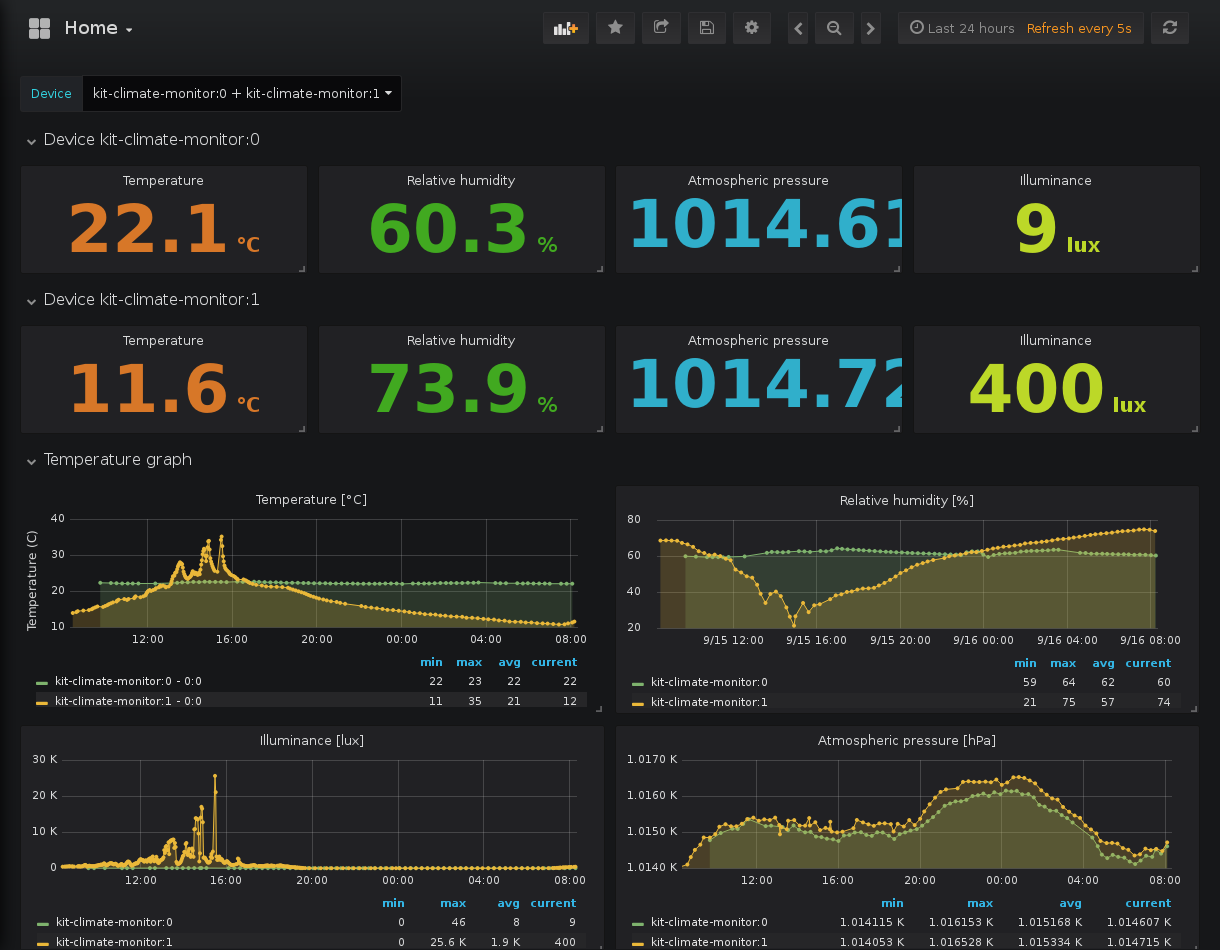 Home
Last 24 hours Refresh every 5s
Device kit-climate-monitor:0 + kit-climate-monitor:1
Device kit-climate-monitor:0
Temperature Relative humidity Atmospheric pressure Illuminance
22.1 °C 60.3 % 1014.61 9 lux
Device kit-climate-monitor:1
Temperature Relative humidity Atmospheric pressure Illuminance
11.6 °C 73.9 % 1014.72 400 lux
Temperature graph
Temperature [°C]
Temperature (C)
40
30
20
10
12:00 16:00 20:00 00:00 04:00 08:00
min max avg current
kit-climate-monitor:0 - 0:0 22 23 22 22
kit-climate-monitor:1 - 0:0 11 35 21 12
Relative humidity [%]
80
60
40
20
9/15 12:00 9/15 16:00 9/15 20:00 9/16 00:00 9/16 04:00 9/16 08:00
min max avg current
kit-climate-monitor:0 59 64 62 60
kit-climate-monitor:1 21 75 57 74
Illuminance [lux]
30 K
20 K
10 K
0
12:00 16:00 20:00 00:00 04:00 08:00
min max avg current
kit-climate-monitor:0 0 46 8 9
kit-climate-monitor:1 0 25.6 K 1.9 K 400
Atmospheric pressure [hPa]
1.0170 K
1.0160 K
1.0150 K
1.0140 K
12:00 16:00 20:00 00:00 04:00 08:00
min max avg current
kit-climate-monitor:0 1.014115 K 1.016153 K 1.015168 K 1.014607 K
kit-climate-monitor:1 1.014053 K 1.016528 K 1.015334 K 1.014715 K